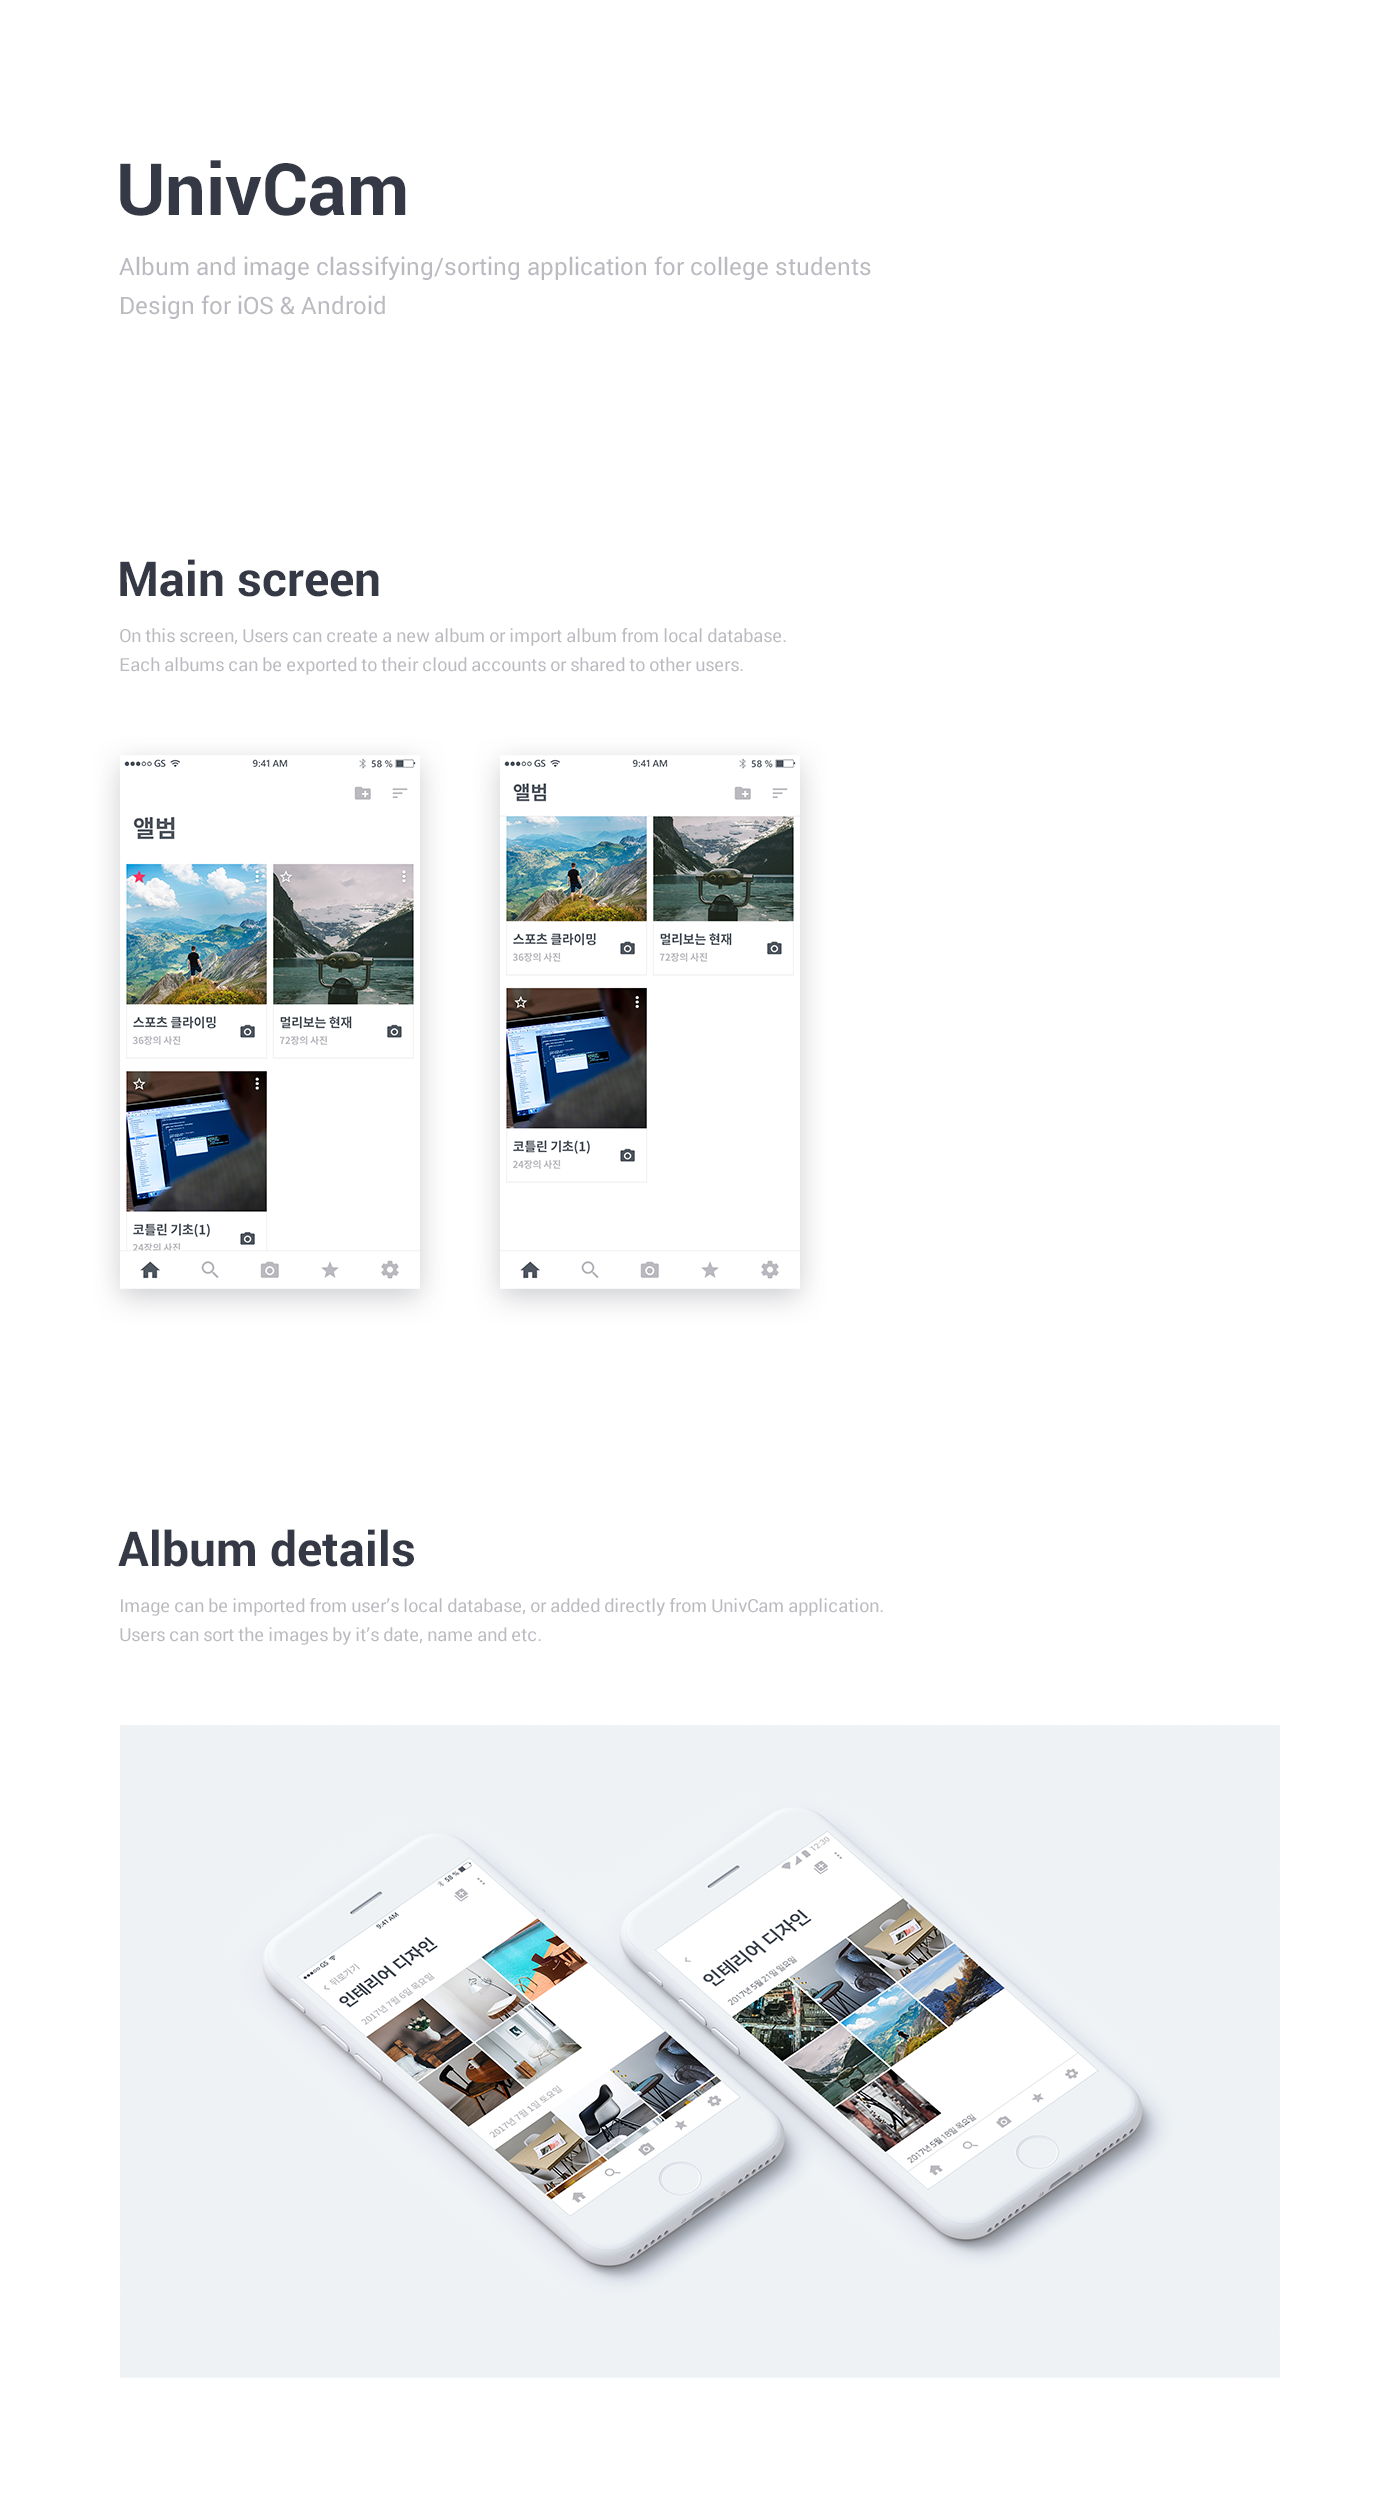 UnivCam
Album and image classifying/sorting application for college students
Design for iOS & Android
Main screen
On this screen, Users can create a new album or import album from local database.
Each albums can be exported to their cloud accounts or shared to other users.
GS 9:41 AM 58 %
앨범
스포츠 클라이밍
36장의 사진
멀리보는 현재
72장의 사진
코틀린 기초(1)
24장의 사진
GS 9:41 AM 58 %
앨범
스포츠 클라이밍
36장의 사진
멀리보는 현재
72장의 사진
코틀린 기초(1)
24장의 사진
Album details
Image can be imported from user’s local database, or added directly from UnivCam application.
Users can sort the images by it’s date, name and etc.
GS 9:41 AM 58 %
뒤로가기
인테리어 디자인
2017년 7월 6일 목요일
2017년 7월 1일 토요일
12:30
인테리어 디자인
2017년 5월 21일 일요일
2017년 5월 18일 목요일